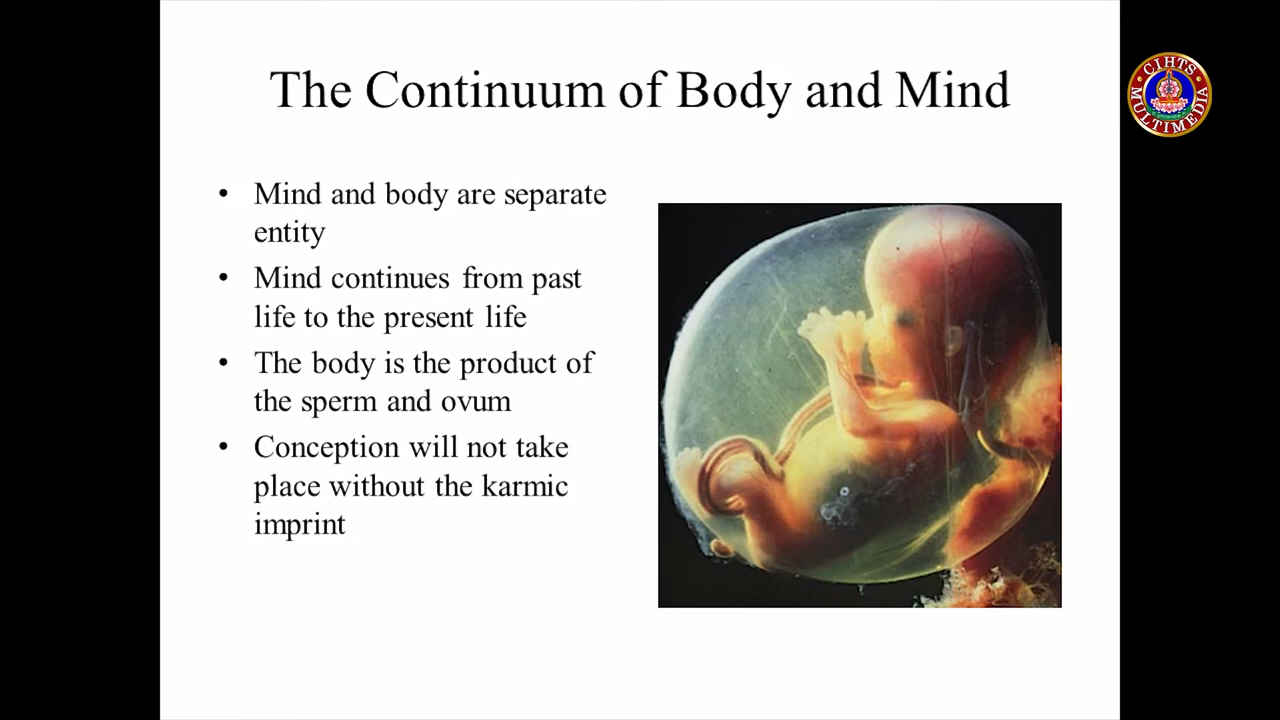 The Continuum of Body and Mind
• Mind and body are separate
entity
• Mind continues from past
life to the present life
• The body is the product of
the sperm and ovum
• Conception will not take
place without the karmic
imprint
CIHTS
MULTIMEDIA